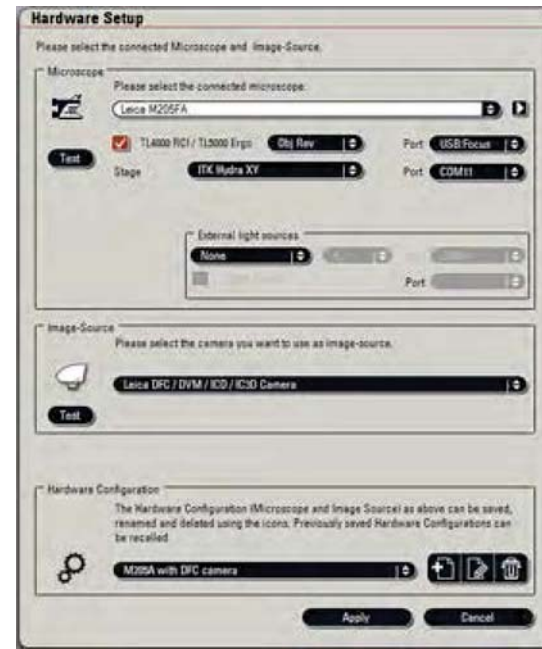 Hardware Setup
Please select the connected Microscope and Image-Source.
Microscope
Please select the connected microscope.
Leica M205FA
TL4000 RCI / TL5000 Ergo Obj Rev Port USB:Focus
Test
Stage ITK Hydra XY Port COM11
External light sources
None
Port
Image-Source
Please select the camera you want to use as image-source.
Leica DFC / DVM / ICD / IC3D Camera
Test
Hardware Configuration
The Hardware Configuration (Microscope and Image Source) as above can be saved,
renamed and deleted using the icons. Previously saved Hardware Configurations can
be recalled
M205A with DFC camera
Apply Cancel